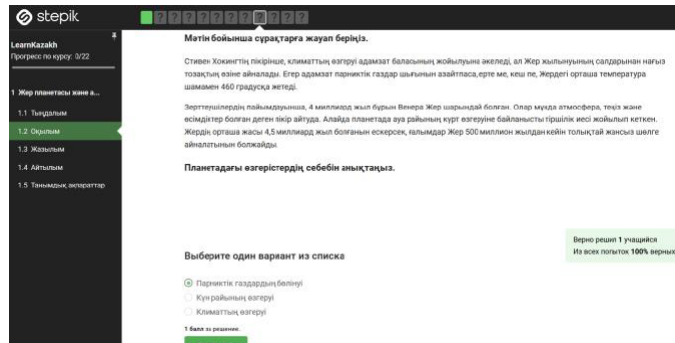 stepik
LearnKazakh
Прогресс по курсу: 0/22
1 Жер планетасы және а...
1.1 Тыңдалым
1.2 Оқылым
1.3 Жазылым
1.4 Айтылым
1.5 Танымдық ақпараттар
Мәтін бойынша сұрақтарға жауап беріңіз.
Стивен Хокингтің пікірінше, климаттың өзгеруі адамзат баласының жойылуына әкеледі, ал Жер жылынуының салдарынан нағыз
тозақтың өзіне айналады. Егер адамзат парниктік газдар шығынын азайтпаса, ерте ме, кеш пе, Жердегі орташа температура
шамамен 460 градусқа жетеді.
Зерттеушілердің пайымдауынша, 4 миллиард жыл бұрын Венера Жер шарындай болған. Олар мұнда атмосфера, теңіз және
өсімдіктер болған деген пікір айтуда. Алайда планетада ауа райының күрт өзгеруіне байланысты тіршілік иесі жойылып кеткен.
Жердің орташа жасы 4,5 миллиард жыл болғанын ескерсек, ғалымдар Жер 500 миллион жылдан кейін толықтай жансыз шөлге
айналатынын болжайды.
Планетадағы өзгерістердің себебін анықтаңыз.
Верно решил 1 учащийся
Из всех попыток 100% верных
Выберите один вариант из списка
Парниктік газдардың бөлінуі
Күн райының өзгеруі
Климаттың өзгеруі
1 балл за решение.